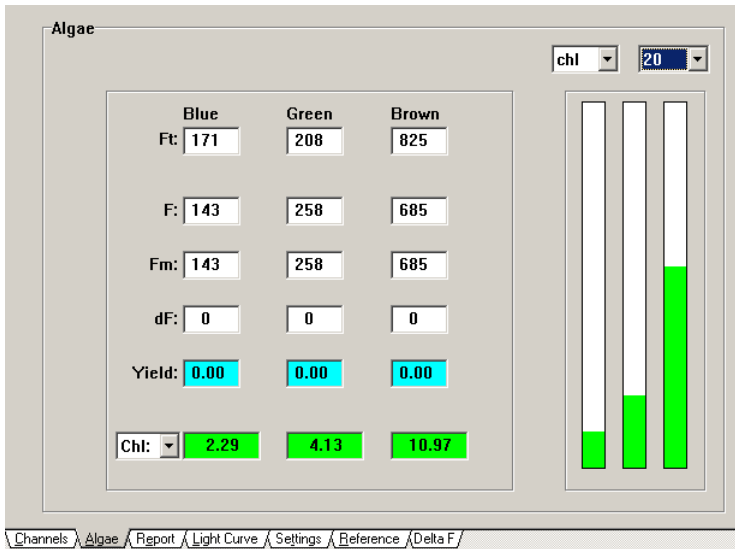 Algae
chl 20
Blue Green Brown
Ft: 171 208 825
F: 143 258 685
Fm: 143 258 685
dF: 0 0 0
Yield: 0.00 0.00 0.00
Chl: 2.29 4.13 10.97
Channels Algae Report Light Curve Settings Reference Delta F